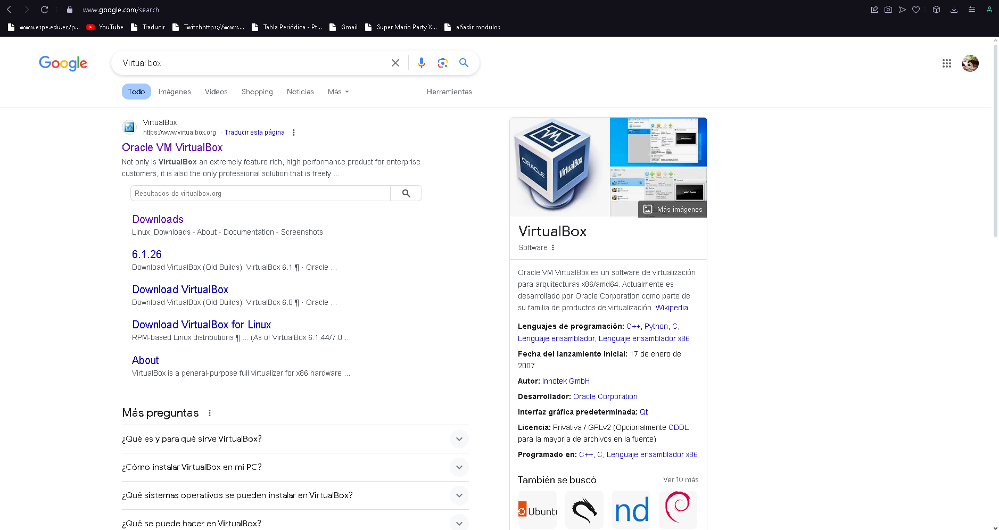 www.google.com/search
www.espe.edu.ec/p...
YouTube
Traducir
Twitchhttps://www....
Tabla Periódica - Pt...
Gmail
Super Mario Party X...
añadir modulos
Google
Virtual box
Todo
Imágenes
Videos
Shopping
Noticias
Más
Herramientas
VirtualBox
https://www.virtualbox.org · Traducir esta página
Oracle VM VirtualBox
Not only is VirtualBox an extremely feature rich, high performance product for enterprise
customers, it is also the only professional solution that is freely ...
Resultados de virtualbox.org
Downloads
Linux_Downloads - About - Documentation - Screenshots
6.1.26
Download VirtualBox (Old Builds): VirtualBox 6.1 ¶ · Oracle ...
Download VirtualBox
Download VirtualBox (Old Builds): VirtualBox 6.0 ¶ · Oracle ...
Download VirtualBox for Linux
RPM-based Linux distributions ¶ ... (As of VirtualBox 6.1.44/7.0 ...
About
VirtualBox is a general-purpose full virtualizer for x86 hardware ...
Más preguntas
¿Qué es y para qué sirve VirtualBox?
¿Cómo instalar VirtualBox en mi PC?
¿Qué sistemas operativos se pueden instalar en VirtualBox?
¿Qué se puede hacer en VirtualBox?
ORACLE
VirtualBox
Más imágenes
VirtualBox
Software
Oracle VM VirtualBox es un software de virtualización
para arquitecturas x86/amd64. Actualmente es
desarrollado por Oracle Corporation como parte de
su familia de productos de virtualización. Wikipedia
Lenguajes de programación: C++, Python, C,
Lenguaje ensamblador, Lenguaje ensamblador x86
Fecha del lanzamiento inicial: 17 de enero de
2007
Autor: Innotek GmbH
Desarrollador: Oracle Corporation
Interfaz gráfica predeterminada: Qt
Licencia: Privativa / GPLv2 (Opcionalmente CDDL
para la mayoría de archivos en la fuente)
Programado en: C++, C, Lenguaje ensamblador x86
También se buscó
Ver 10 más
Ubuntu
nd